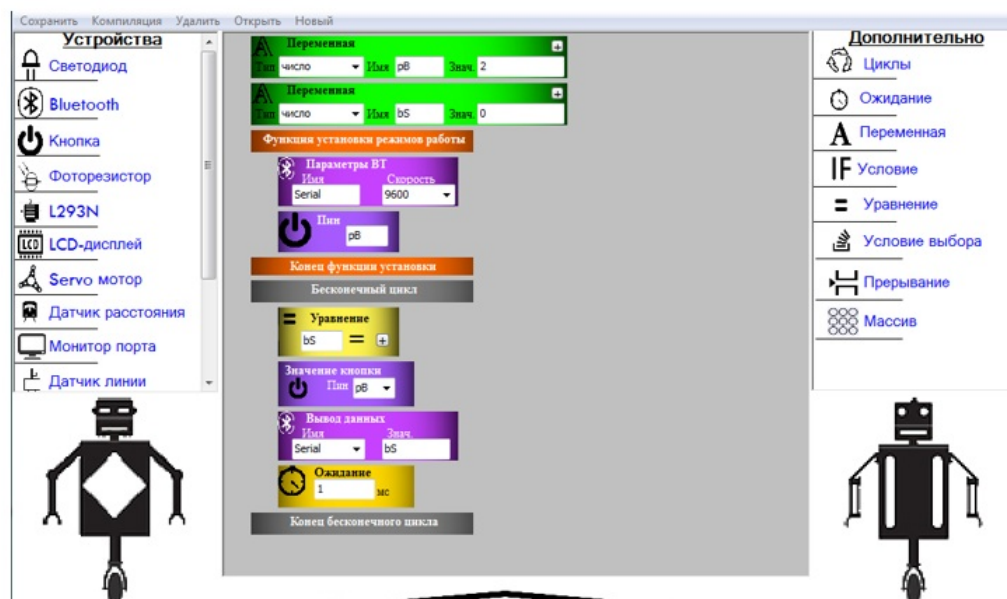 Сохранить Компиляция Удалить Открыть Новый
Устройства
Светодиод
Bluetooth
Кнопка
Фоторезистор
L293N
LCD
LCD-дисплей
Servo мотор
Датчик расстояния
Монитор порта
Датчик линии
A Переменная
Тип число Имя pB Знач. 2
A Переменная
Тип число Имя bS Знач. 0
Функция установки режимов работы
Параметры BT
Имя Скорость
Serial 9600
Пин
pB
Конец функции установки
Бесконечный цикл
= Уравнение
bS =
Значение кнопки
Пин pB
Вывод данных
Имя Знач.
Serial bS
Ожидание
1 мс
Конец бесконечного цикла
Дополнительно
Циклы
Ожидание
A Переменная
IF Условие
= Уравнение
Условие выбора
Прерывание
Массив